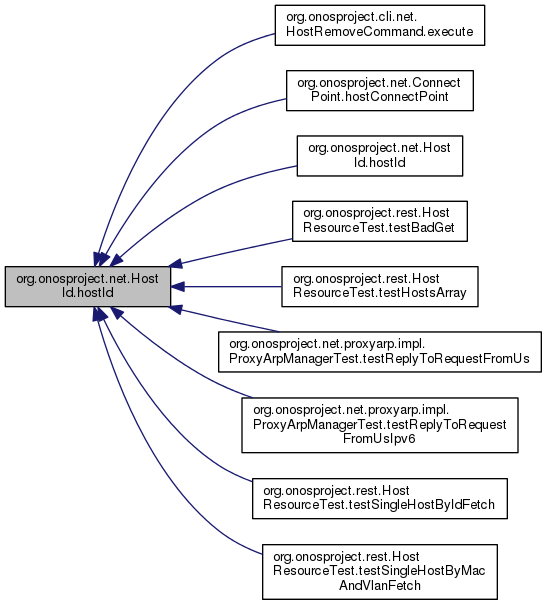 org.onosproject.cli.net.
HostRemoveCommand.execute
org.onosproject.net.Connect
Point.hostConnectPoint
org.onosproject.net.Host
Id.hostId
org.onosproject.rest.Host
ResourceTest.testBadGet
org.onosproject.net.Host
Id.hostId
org.onosproject.rest.Host
ResourceTest.testHostsArray
org.onosproject.net.proxyarp.impl.
ProxyArpManagerTest.testReplyToRequestFromUs
org.onosproject.net.proxyarp.impl.
ProxyArpManagerTest.testReplyToRequest
FromUsIpv6
org.onosproject.rest.Host
ResourceTest.testSingleHostByIdFetch
org.onosproject.rest.Host
ResourceTest.testSingleHostByMac
AndVlanFetch